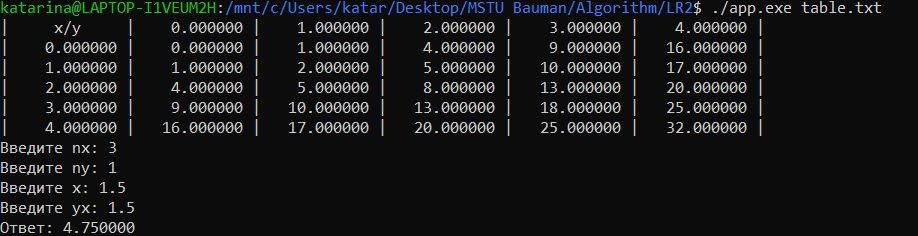 katarina@LAPTOP-I1VEUM2H:/mnt/c/Users/katar/Desktop/MSTU Bauman/Algorithm/LR2$ ./app.exe table.txt
|      x/y      |    0.000000 |    1.000000 |    2.000000 |    3.000000 |    4.000000 |
|    0.000000 |    0.000000 |    1.000000 |    4.000000 |    9.000000 |   16.000000 |
|    1.000000 |    1.000000 |    2.000000 |    5.000000 |   10.000000 |   17.000000 |
|    2.000000 |    4.000000 |    5.000000 |    8.000000 |   13.000000 |   20.000000 |
|    3.000000 |    9.000000 |   10.000000 |   13.000000 |   18.000000 |   25.000000 |
|    4.000000 |   16.000000 |   17.000000 |   20.000000 |   25.000000 |   32.000000 |
Введите nx: 3
Введите ny: 1
Введите x: 1.5
Введите yx: 1.5
Ответ: 4.750000